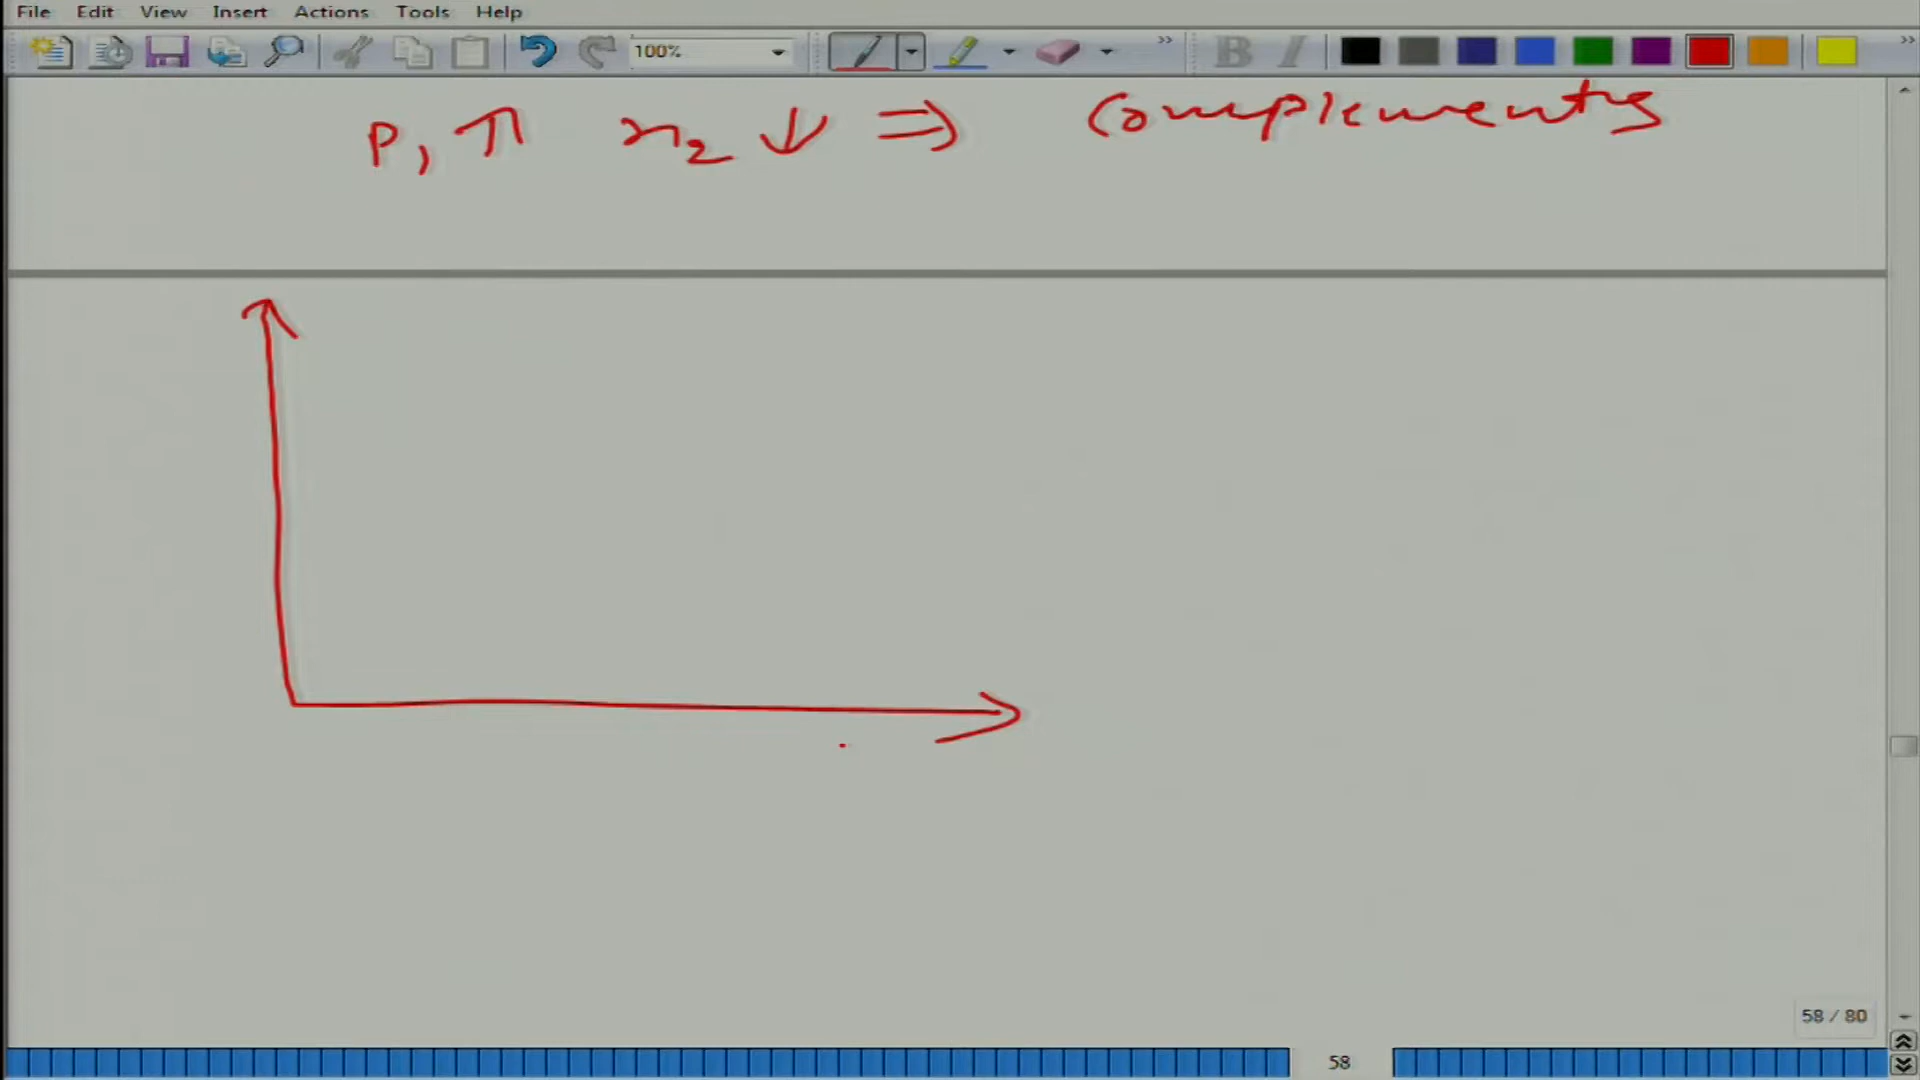 File Edit View Insert Actions Tools Help
100%
B I
P, ↑ x2 ↓ ⇒ complements
58 / 80
58